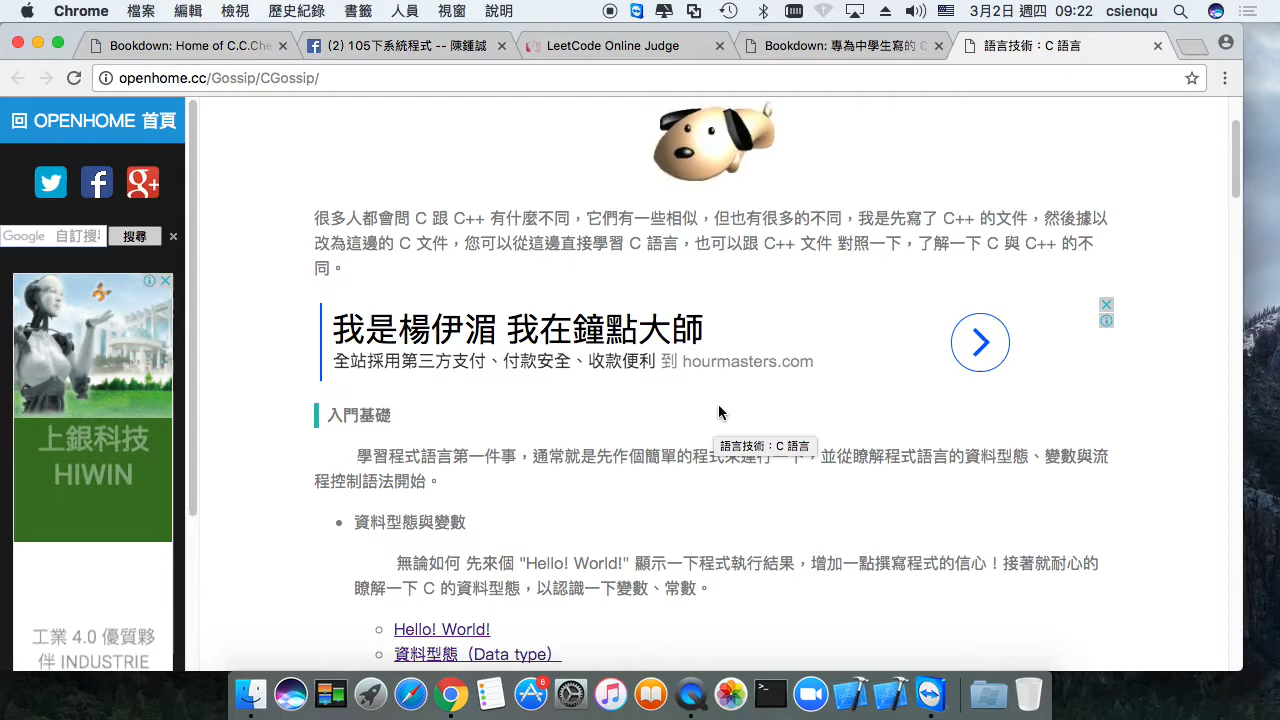 Chrome 檔案 編輯 檢視 歷史紀錄 書籤 人員 視窗 說明 3月2日 週四 09:22 csienqu
Bookdown: Home of C.C.Che
(2) 105下系統程式 -- 陳鍾誠
LeetCode Online Judge
Bookdown: 專為中學生寫的 C
語言技術：C 語言
openhome.cc/Gossip/CGossip/
回 OPENHOME 首頁
Google 自訂搜尋
搜尋
很多人都會問 C 跟 C++ 有什麼不同，它們有一些相似，但也有很多的不同，我是先寫了 C++ 的文件，然後據以
改為這邊的 C 文件，您可以從這邊直接學習 C 語言，也可以跟 C++ 文件 對照一下，了解一下 C 與 C++ 的不
同。
我是楊伊湄 我在鐘點大師
全站採用第三方支付、付款安全、收款便利 到 hourmasters.com
入門基礎
語言技術：C 語言
學習程式語言第一件事，通常就是先作個簡單的程式來運行一下，並從瞭解程式語言的資料型態、變數與流
程控制語法開始。
資料型態與變數
無論如何 先來個 "Hello! World!" 顯示一下程式執行結果，增加一點撰寫程式的信心！接著就耐心的
瞭解一下 C 的資料型態，以認識一下變數、常數。
Hello! World!
資料型態（Data type）
上銀科技
HIWIN
工業 4.0 優質夥
伴 INDUSTRIE
6